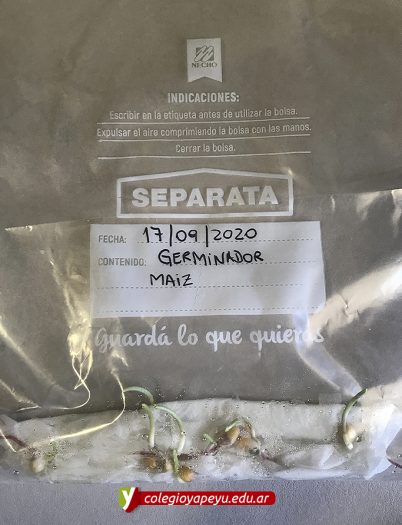 NECHO
INDICACIONES:
Escribir en la etiqueta antes de utilizar la bolsa.
Expulsar el aire comprimiendo la bolsa con las manos.
Cerrar la bolsa.
SEPARATA
FECHA: 17/09/2020
CONTENIDO: GERMINADOR
MAIZ
Guardá lo que quieras
y colegioyapeyu.edu.ar